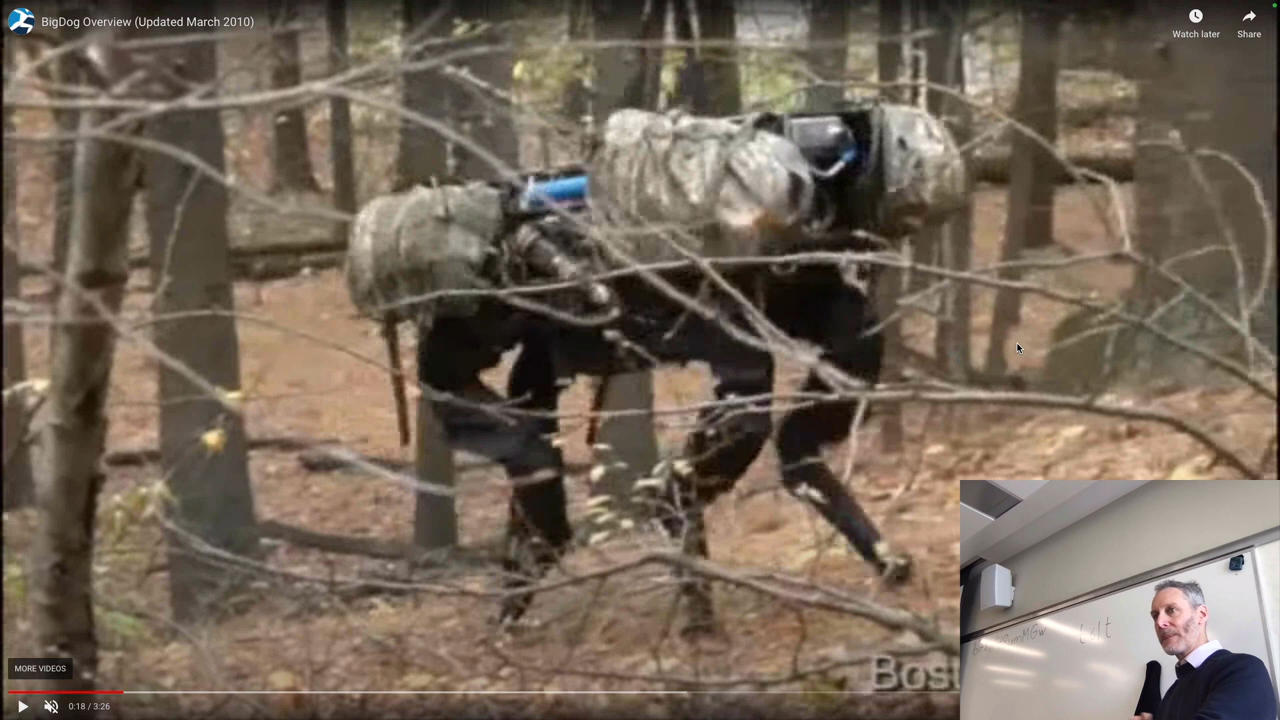 BigDog Overview (Updated March 2010)
Watch later
Share
MORE VIDEOS
Bost
0:18 / 3:26